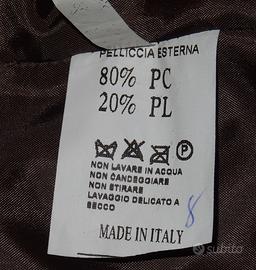 PELLICCIA ESTERNA
80% PC
20% PL
P
NON LAVARE IN ACQUA
NON CANDEGGIARE
NON STIRARE
LAVAGGIO DELICATO A
SECCO
8
MADE IN ITALY
subito